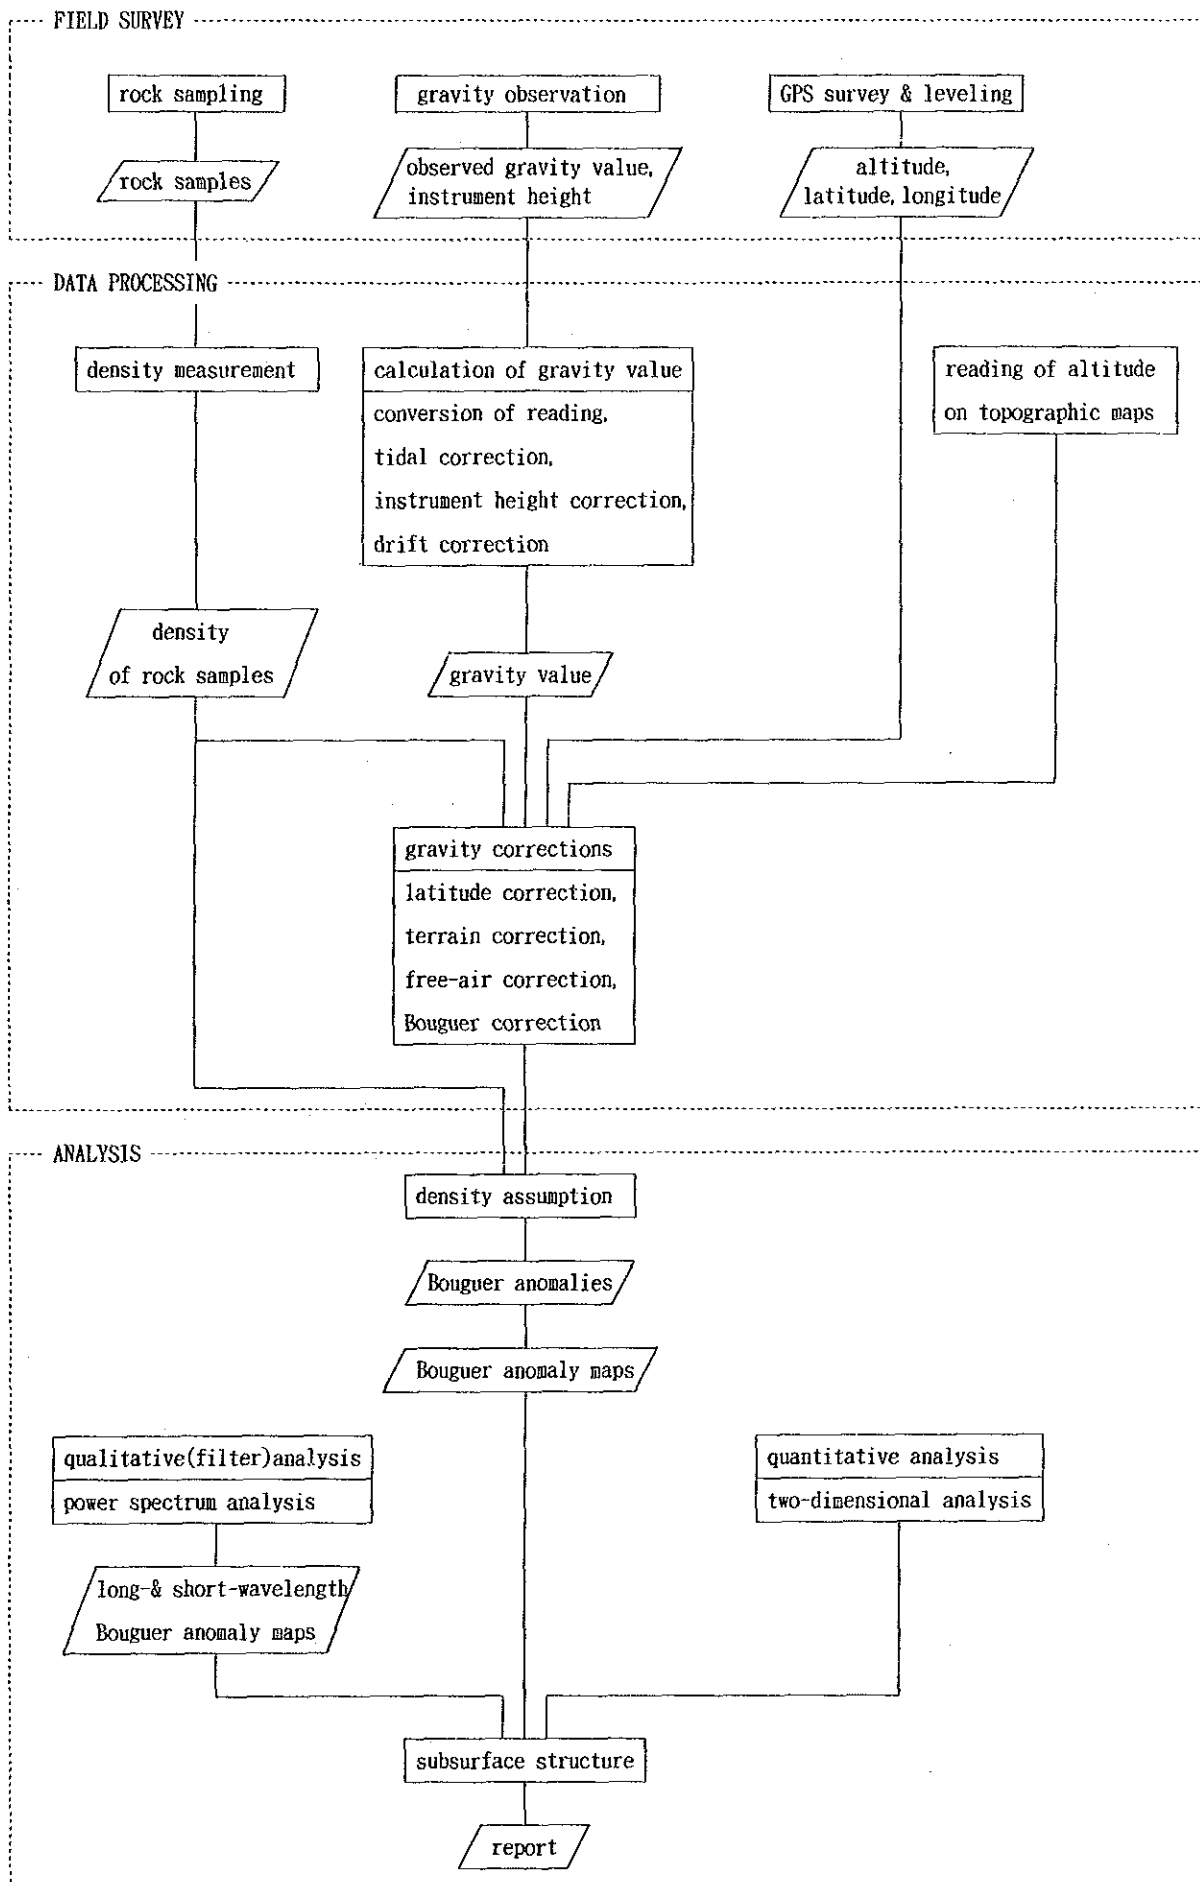 FIELD SURVEY
rock sampling
gravity observation
GPS survey & leveling
rock samples
observed gravity value,
instrument height
altitude,
latitude, longitude
DATA PROCESSING
density measurement
calculation of gravity value
conversion of reading,
tidal correction,
instrument height correction,
drift correction
reading of altitude
on topographic maps
density
of rock samples
gravity value
gravity corrections
latitude correction,
terrain correction,
free-air correction,
Bouguer correction
ANALYSIS
density assumption
Bouguer anomalies
Bouguer anomaly maps
qualitative(filter)analysis
power spectrum analysis
quantitative analysis
two-dimensional analysis
long-& short-wavelength
Bouguer anomaly maps
subsurface structure
report